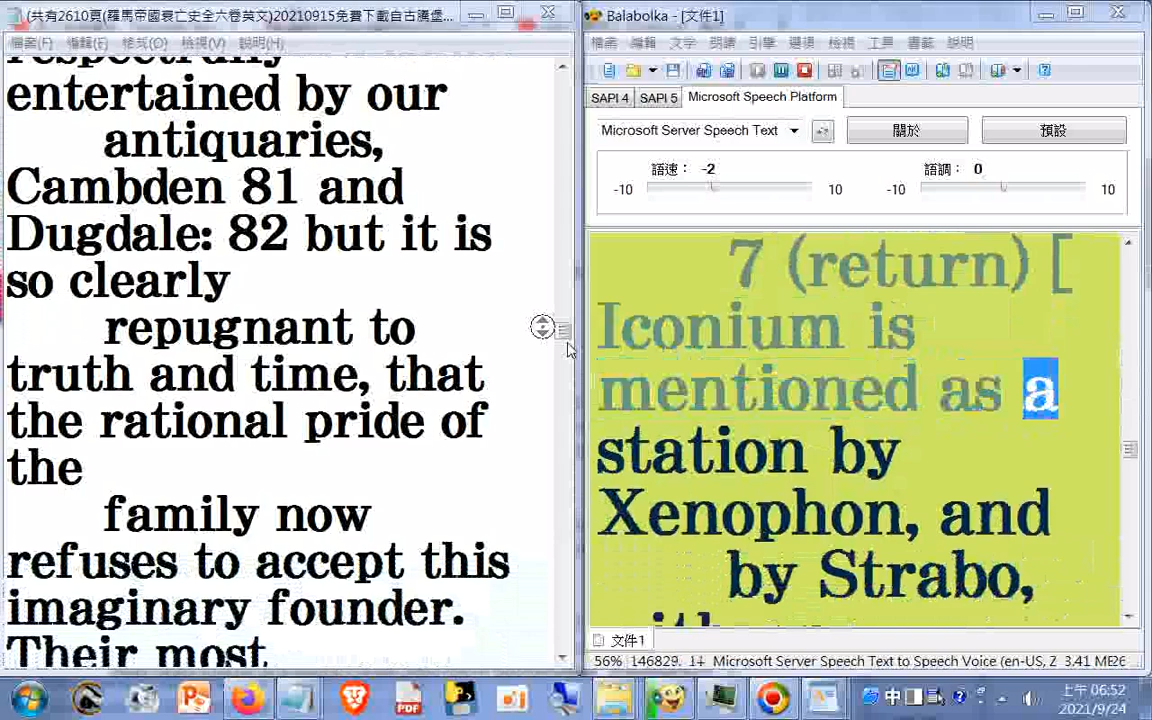 (共有2610頁(羅馬帝國衰亡史全六卷英文)20210915免費下載自古騰堡...
檔案(F) 編輯(E) 格式(O) 檢視(V) 說明(H)
respectfully
entertained by our
antiquaries,
Cambden 81 and
Dugdale: 82 but it is
so clearly
repugnant to
truth and time, that
the rational pride of
the
family now
refuses to accept this
imaginary founder.
Their most
Balabolka - [文件1]
檔案 編輯 文字 朗讀 引擎 選項 檢視 工具 書籤 說明
SAPI 4 SAPI 5 Microsoft Speech Platform
Microsoft Server Speech Text 關於 預設
語速: -2 語調: 0
-10 10 -10 10
7 (return) [
Iconium is
mentioned as a
station by
Xenophon, and
by Strabo,
文件1
56% 146829: 14 Microsoft Server Speech Text to Speech Voice (en-US, Z 3.41 ME26
中
上午 06:52
2021/9/24